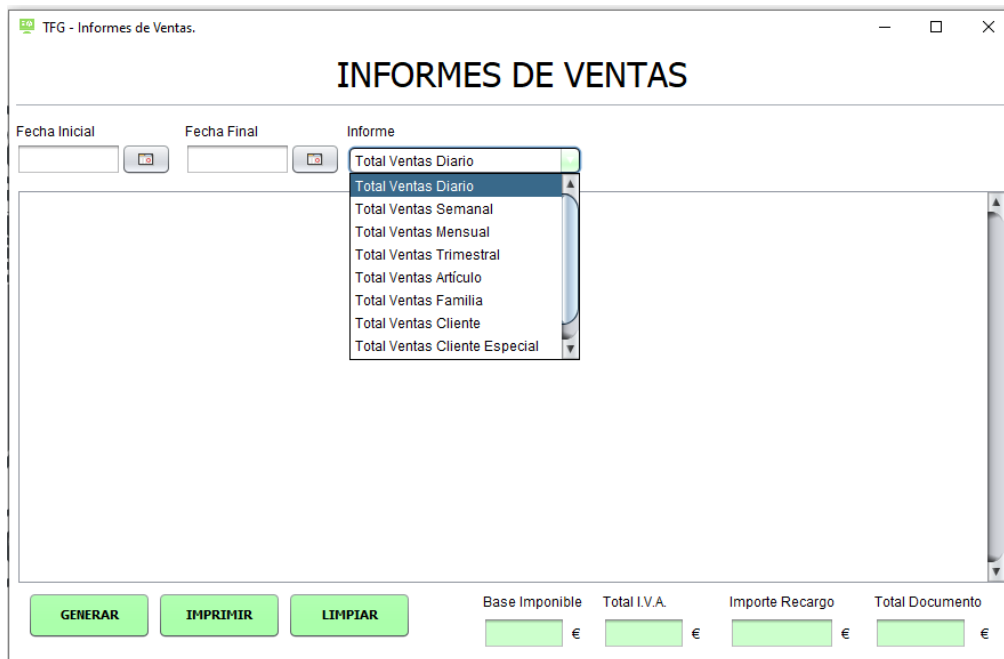 TFG - Informes de Ventas.
INFORMES DE VENTAS
Fecha Inicial Fecha Final Informe
Total Ventas Diario
Total Ventas Diario
Total Ventas Semanal
Total Ventas Mensual
Total Ventas Trimestral
Total Ventas Artículo
Total Ventas Familia
Total Ventas Cliente
Total Ventas Cliente Especial
GENERAR IMPRIMIR LIMPIAR
Base Imponible Total I.V.A. Importe Recargo Total Documento
€ € € €